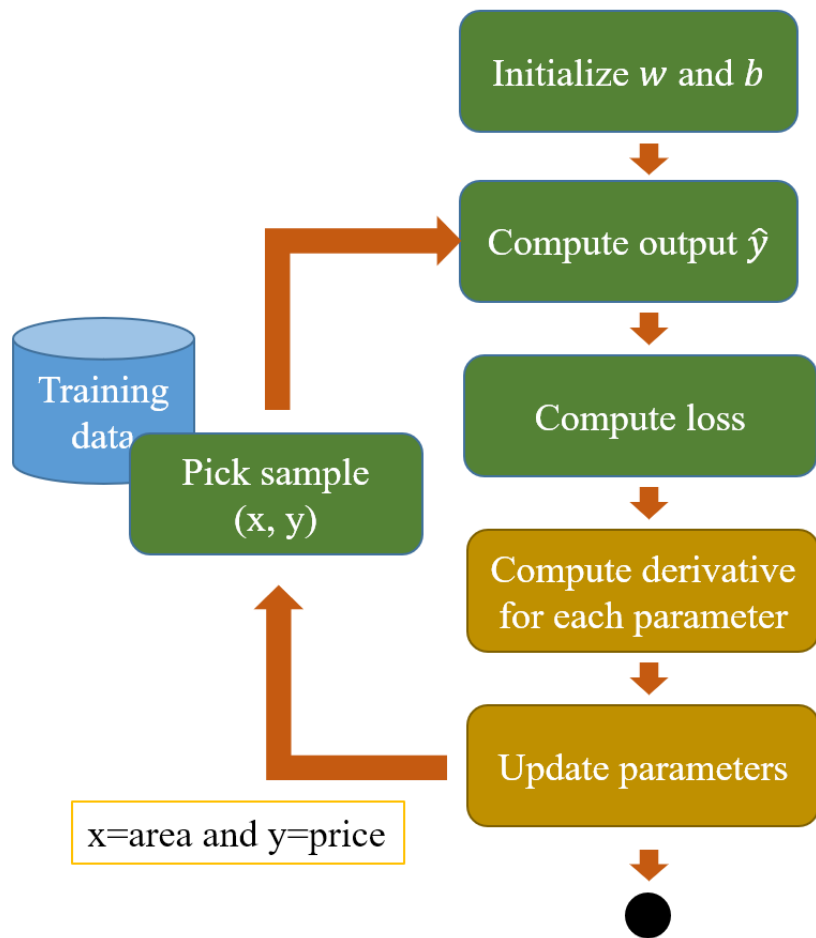 Initialize 𝑤 and 𝑏
Compute output ŷ
Training
data
Compute loss
Pick sample
(x, y)
Compute derivative
for each parameter
Update parameters
x=area and y=price